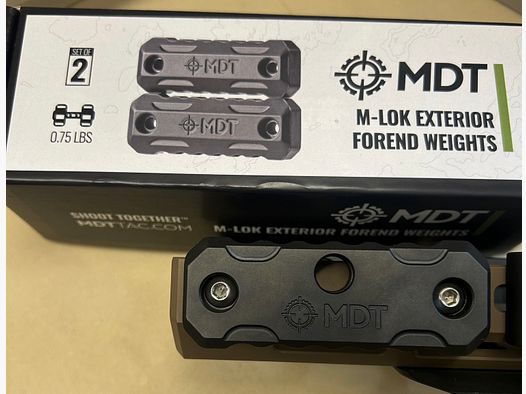 SET OF
2
0.75 LBS
MDT
MDT
MDT
M-LOK EXTERIOR
FOREND WEIGHTS
SHOOT TOGETHER™
MDTTAC.COM
MDT
M-LOK EXTERIOR FOREND WEIGHTS
MDT